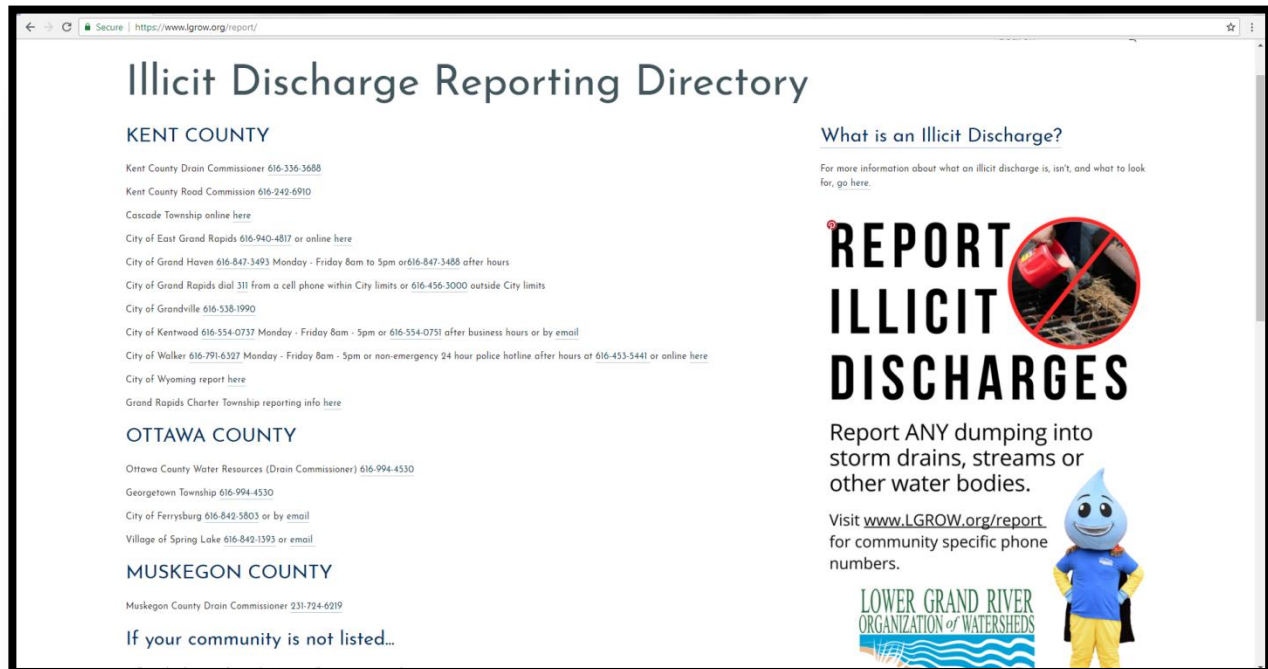 Secure | https://www.lgrow.org/report/
Illicit Discharge Reporting Directory
KENT COUNTY
Kent County Drain Commissioner 616-336-3688
Kent County Road Commission 616-242-6910
Cascade Township online here
City of East Grand Rapids 616-940-4817 or online here
City of Grand Haven 616-847-3493 Monday - Friday 8am to 5pm or616-847-3488 after hours
City of Grand Rapids dial 311 from a cell phone within City limits or 616-456-3000 outside City limits
City of Grandville 616-538-1990
City of Kentwood 616-554-0737 Monday - Friday 8am - 5pm or 616-554-0751 after business hours or by email
City of Walker 616-791-6327 Monday - Friday 8am - 5pm or non-emergency 24 hour police hotline after hours at 616-453-5441 or online here
City of Wyoming report here
Grand Rapids Charter Township reporting info here
OTTAWA COUNTY
Ottawa County Water Resources (Drain Commissioner) 616-994-4530
Georgetown Township 616-994-4530
City of Ferrysburg 616-842-5803 or by email
Village of Spring Lake 616-842-1393 or email
MUSKEGON COUNTY
Muskegon County Drain Commissioner 231-724-6219
If your community is not listed...
What is an Illicit Discharge?
For more information about what an illicit discharge is, isn't, and what to look
for, go here.
REPORT
ILLICIT
DISCHARGES
Report ANY dumping into
storm drains, streams or
other water bodies.
Visit www.LGROW.org/report
for community specific phone
numbers.
LOWER GRAND RIVER
ORGANIZATION of WATERSHEDS